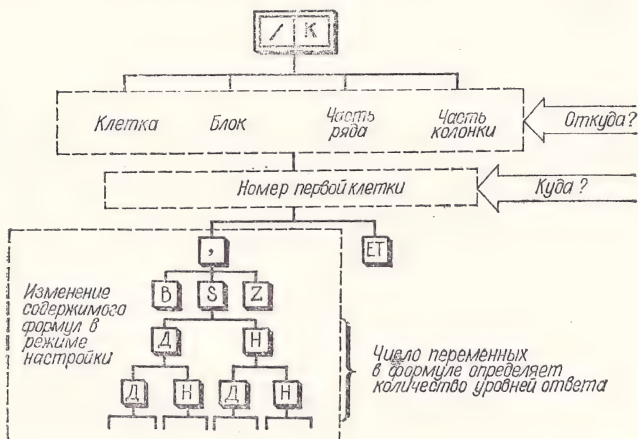 / К
Клетка Блок Часть ряда Часть колонки
Откуда?
Номер первой клетки
Куда?
, ЕТ
В S Z
Изменение
содержимого
формул в
режиме
настройки
Д Н
Д Н Д Н
Число переменных
в формуле определяет
количество уровней ответа